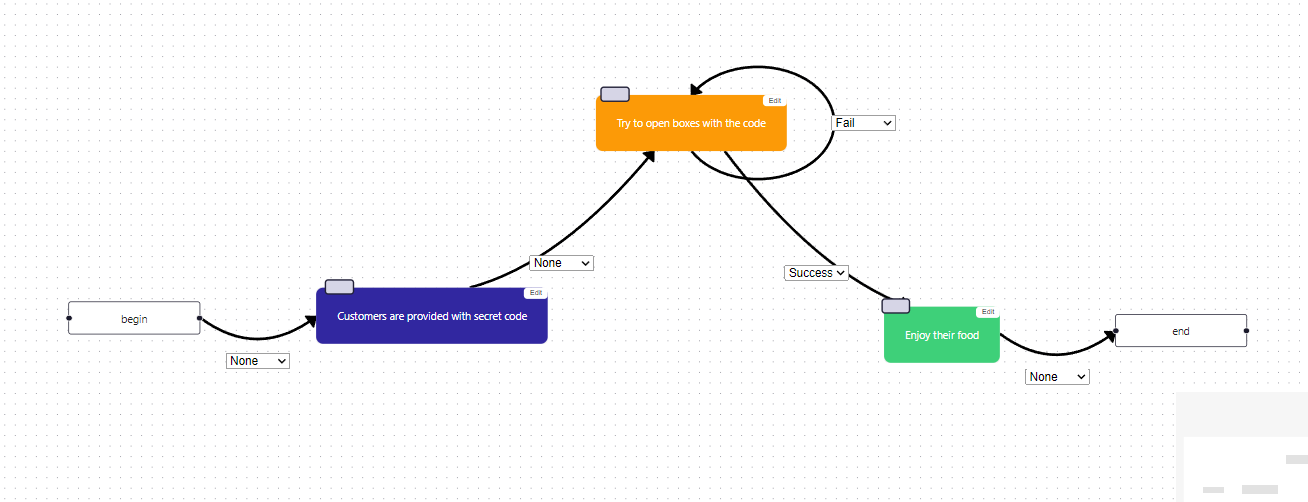 Edit
Try to open boxes with the code
Fail
None
Success
Edit
Customers are provided with secret code
begin
None
Edit
Enjoy their food
end
None